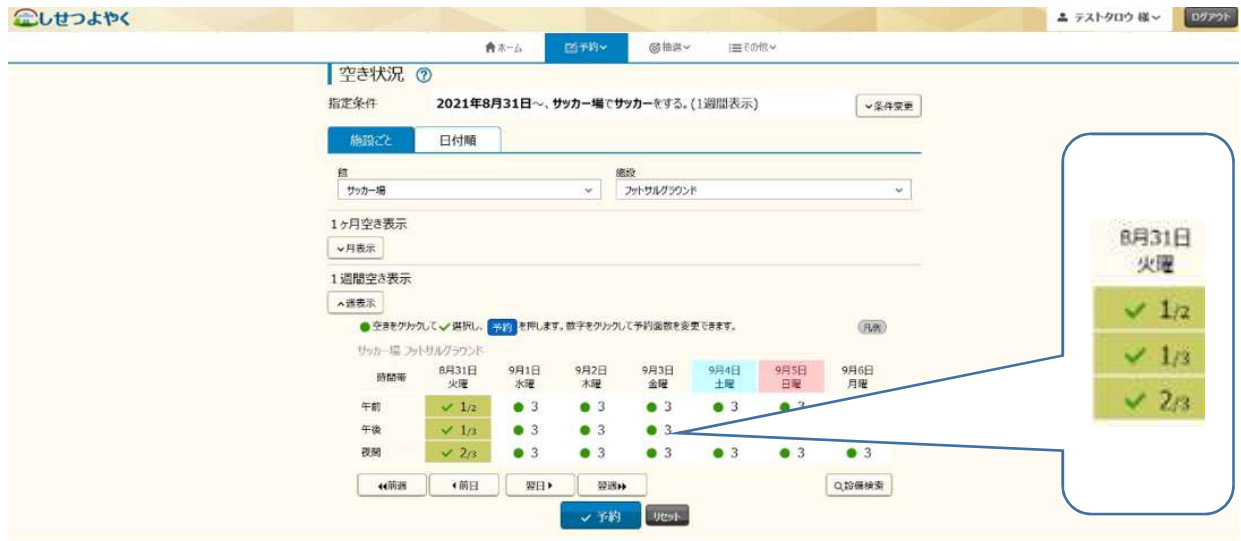 しせつよやく
テストタロウ 様
ログアウト
ホーム 予約 抽選 その他
空き状況 ?
指定条件 2021年8月31日～、サッカー場でサッカーをする。(1週間表示) 条件変更
施設ごと 日付順
館 施設
サッカー場 フットサルグラウンド
1ヶ月空き表示
月表示
1週間空き表示
週表示
空きをクリックして 選択し、 予約 を押します。数字をクリックして予約面数を変更できます。 凡例
サッカー場 フットサルグラウンド
時間帯 8月31日 火曜 9月1日 水曜 9月2日 木曜 9月3日 金曜 9月4日 土曜 9月5日 日曜 9月6日 月曜
午前 1/2 3 3 3 3 3
午後 1/3 3 3 3
夜間 2/3 3 3 3 3 3 3
前週 前日 翌日 翌週 設備検索
予約 リセット
8月31日
火曜
1/2
1/3
2/3